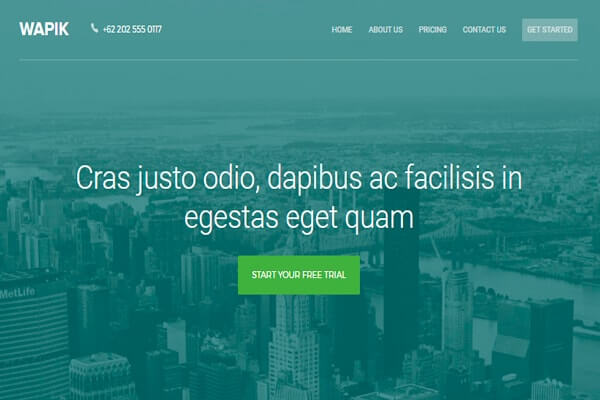 WAPIK
+62 202 555 0117
HOME
ABOUT US
PRICING
CONTACT US
GET STARTED
Cras justo odio, dapibus ac facilisis in
egestas eget quam
START YOUR FREE TRIAL
MetLife